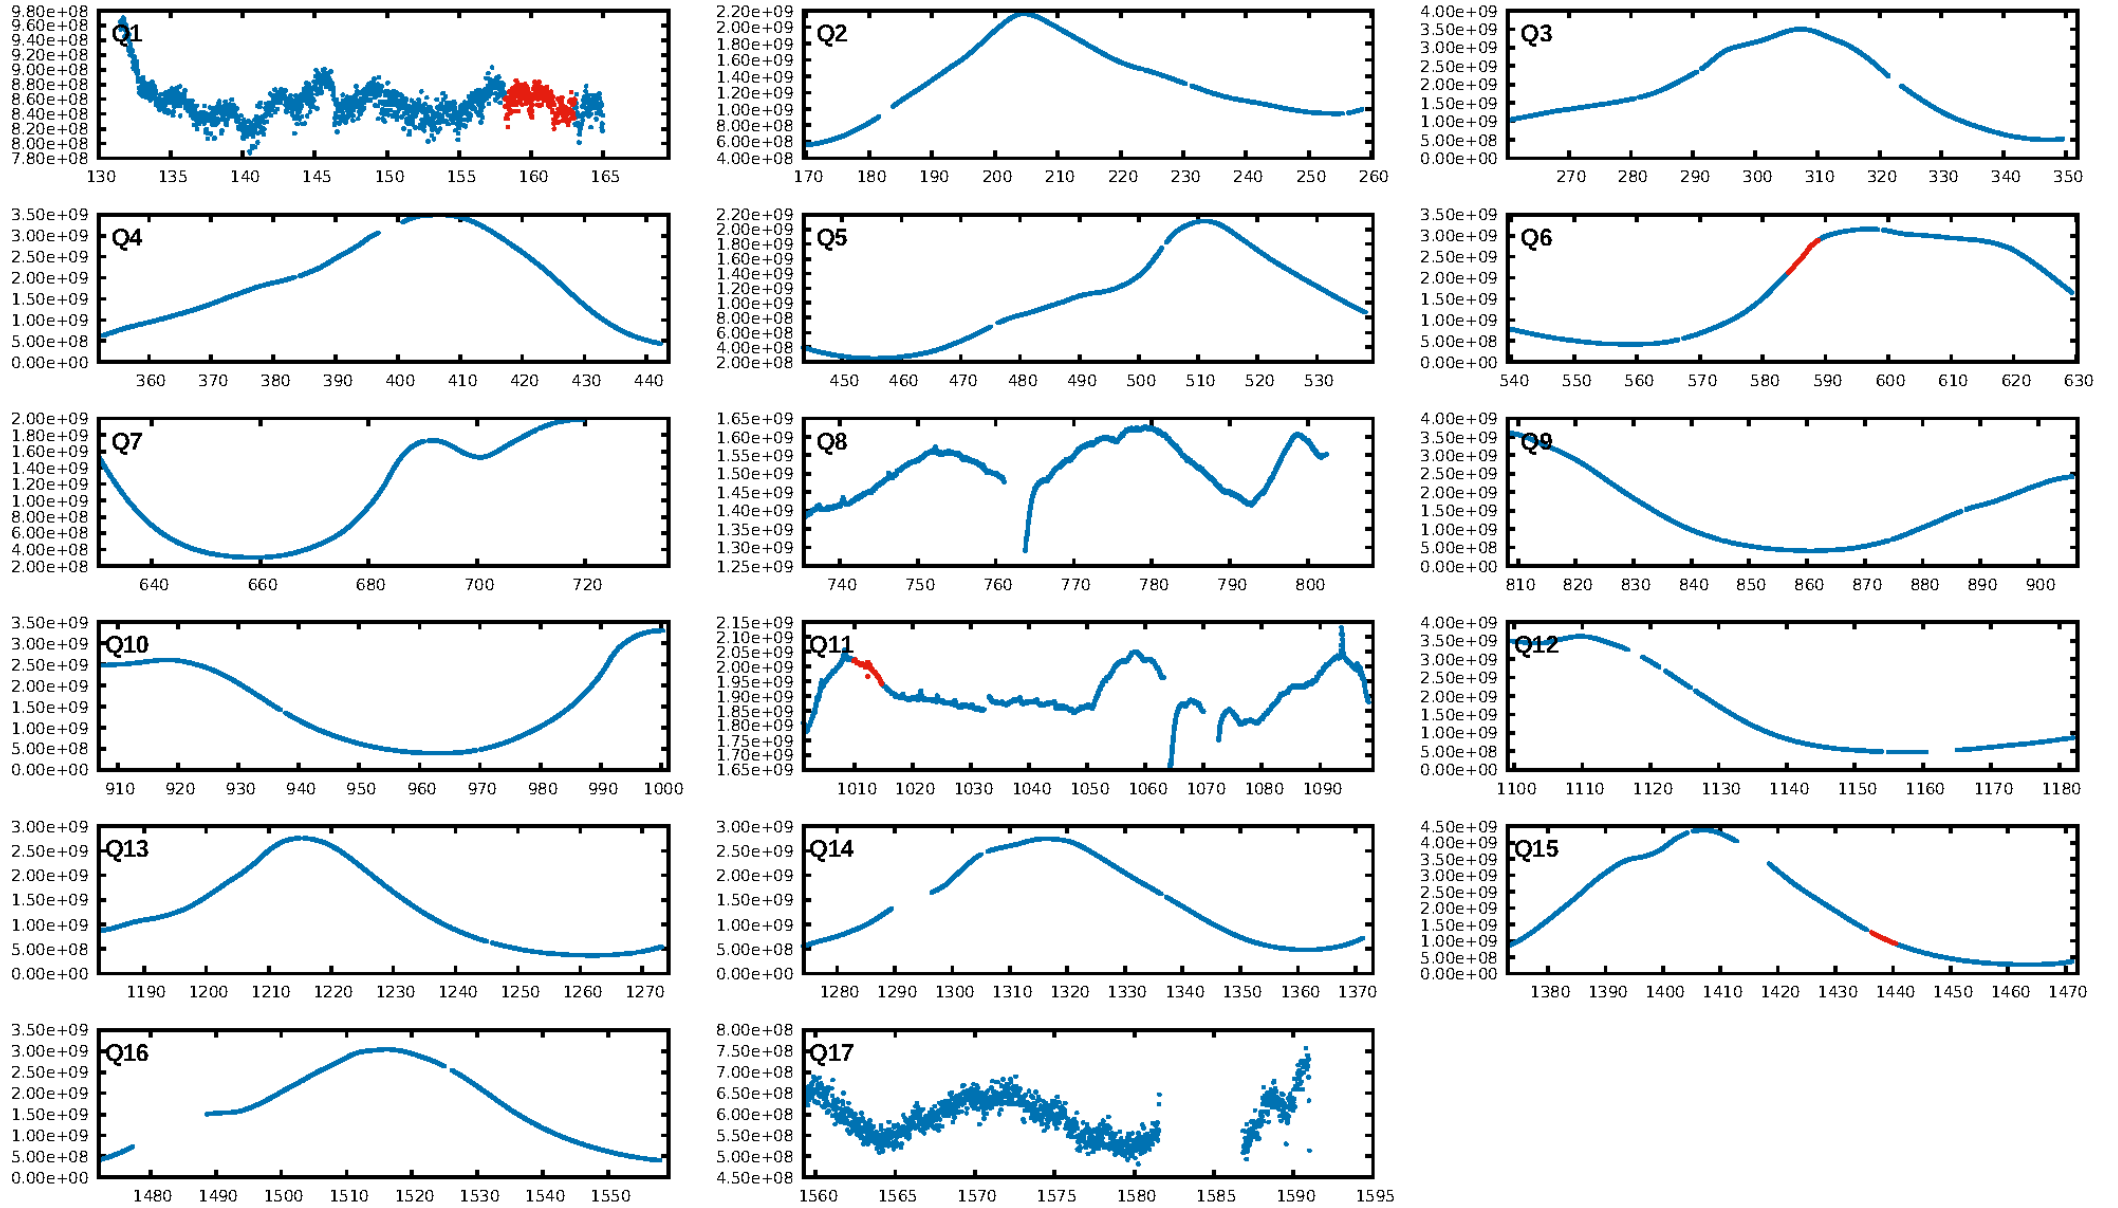 Q1
9.80e+08
9.60e+08
9.40e+08
9.20e+08
9.00e+08
8.80e+08
8.60e+08
8.40e+08
8.20e+08
8.00e+08
7.80e+08
130 135 140 145 150 155 160 165
Q2
2.20e+09
2.00e+09
1.80e+09
1.60e+09
1.40e+09
1.20e+09
1.00e+09
8.00e+08
6.00e+08
4.00e+08
170 180 190 200 210 220 230 240 250 260
Q3
4.00e+09
3.50e+09
3.00e+09
2.50e+09
2.00e+09
1.50e+09
1.00e+09
5.00e+08
0.00e+00
270 280 290 300 310 320 330 340 350
Q4
3.50e+09
3.00e+09
2.50e+09
2.00e+09
1.50e+09
1.00e+09
5.00e+08
0.00e+00
360 370 380 390 400 410 420 430 440
Q5
2.20e+09
2.00e+09
1.80e+09
1.60e+09
1.40e+09
1.20e+09
1.00e+09
8.00e+08
6.00e+08
4.00e+08
2.00e+08
450 460 470 480 490 500 510 520 530
Q6
3.50e+09
3.00e+09
2.50e+09
2.00e+09
1.50e+09
1.00e+09
5.00e+08
0.00e+00
540 550 560 570 580 590 600 610 620 630
Q7
2.00e+09
1.80e+09
1.60e+09
1.40e+09
1.20e+09
1.00e+09
8.00e+08
6.00e+08
4.00e+08
2.00e+08
640 660 680 700 720
Q8
1.65e+09
1.60e+09
1.55e+09
1.50e+09
1.45e+09
1.40e+09
1.35e+09
1.30e+09
1.25e+09
740 750 760 770 780 790 800
Q9
4.00e+09
3.50e+09
3.00e+09
2.50e+09
2.00e+09
1.50e+09
1.00e+09
5.00e+08
0.00e+00
810 820 830 840 850 860 870 880 890 900
Q10
3.50e+09
3.00e+09
2.50e+09
2.00e+09
1.50e+09
1.00e+09
5.00e+08
0.00e+00
910 920 930 940 950 960 970 980 990 1000
Q11
2.15e+09
2.10e+09
2.05e+09
2.00e+09
1.95e+09
1.90e+09
1.85e+09
1.80e+09
1.75e+09
1.70e+09
1.65e+09
1010 1020 1030 1040 1050 1060 1070 1080 1090
Q12
4.00e+09
3.50e+09
3.00e+09
2.50e+09
2.00e+09
1.50e+09
1.00e+09
5.00e+08
0.00e+00
1100 1110 1120 1130 1140 1150 1160 1170 1180
Q13
3.00e+09
2.50e+09
2.00e+09
1.50e+09
1.00e+09
5.00e+08
0.00e+00
1190 1200 1210 1220 1230 1240 1250 1260 1270
Q14
3.00e+09
2.50e+09
2.00e+09
1.50e+09
1.00e+09
5.00e+08
0.00e+00
1280 1290 1300 1310 1320 1330 1340 1350 1360 1370
Q15
4.50e+09
4.00e+09
3.50e+09
3.00e+09
2.50e+09
2.00e+09
1.50e+09
1.00e+09
5.00e+08
0.00e+00
1380 1390 1400 1410 1420 1430 1440 1450 1460 1470
Q16
3.50e+09
3.00e+09
2.50e+09
2.00e+09
1.50e+09
1.00e+09
5.00e+08
0.00e+00
1480 1490 1500 1510 1520 1530 1540 1550
Q17
8.00e+08
7.50e+08
7.00e+08
6.50e+08
6.00e+08
5.50e+08
5.00e+08
4.50e+08
1560 1565 1570 1575 1580 1585 1590 1595